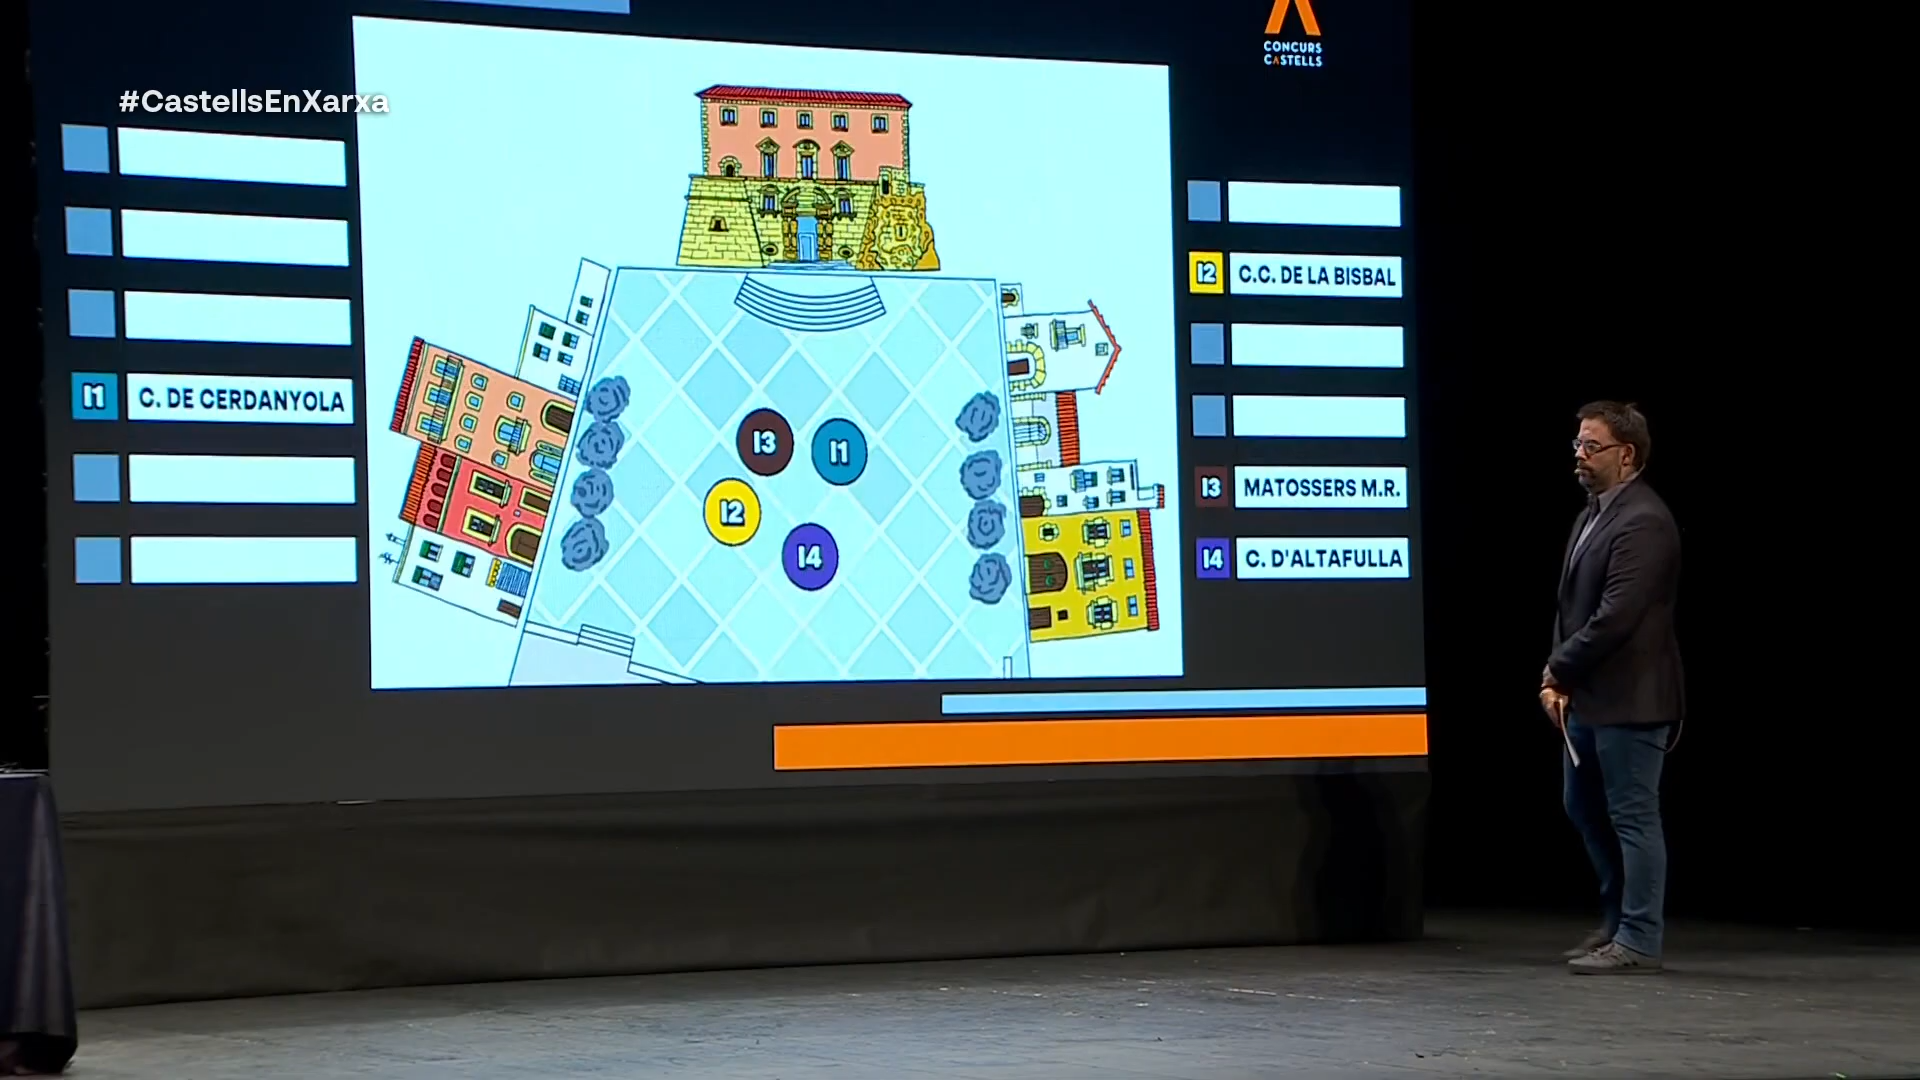 CONCURS
CASTELLS
#CastellsEnXarxa
I1 C. DE CERDANYOLA
I2 C.C. DE LA BISBAL
I3 MATOSSERS M.R.
I4 C. D'ALTAFULLA
I3
I1
I2
I4